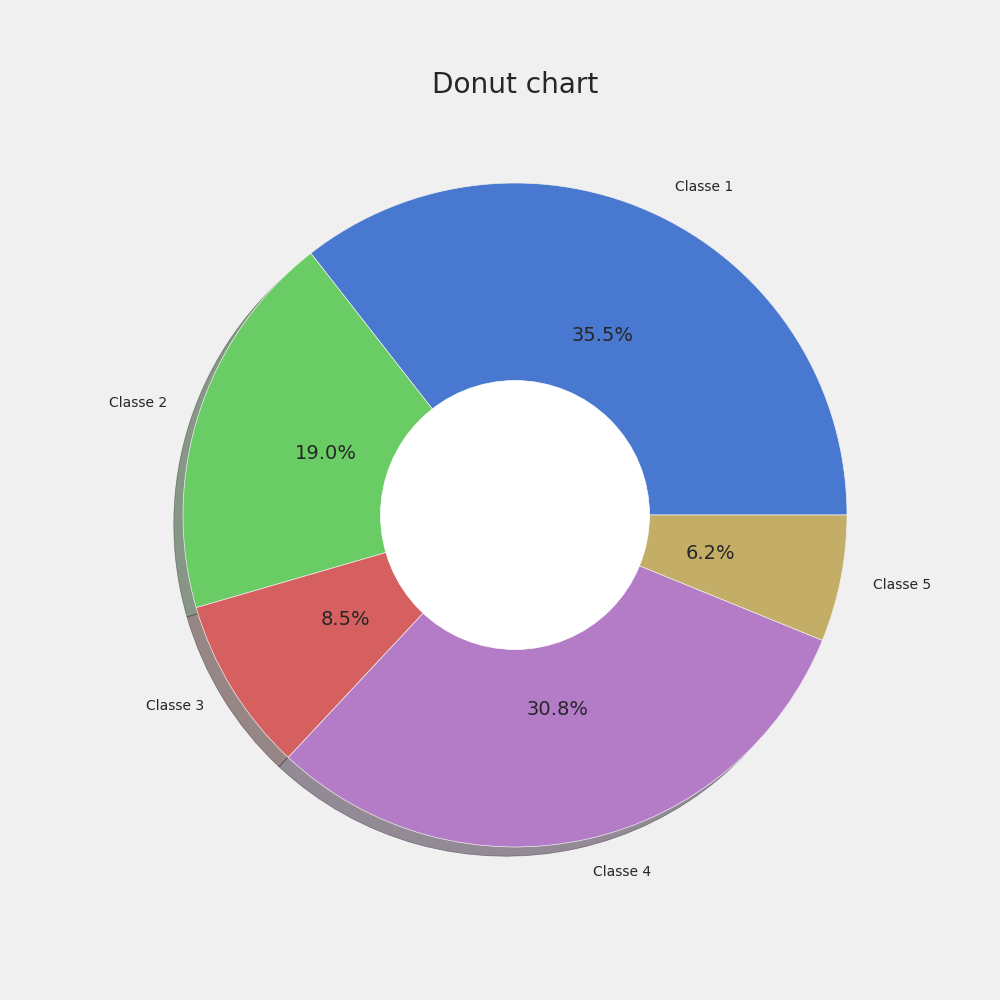 Donut chart
Classe 1
35.5%
Classe 2
19.0%
Classe 3
8.5%
Classe 4
30.8%
Classe 5
6.2%